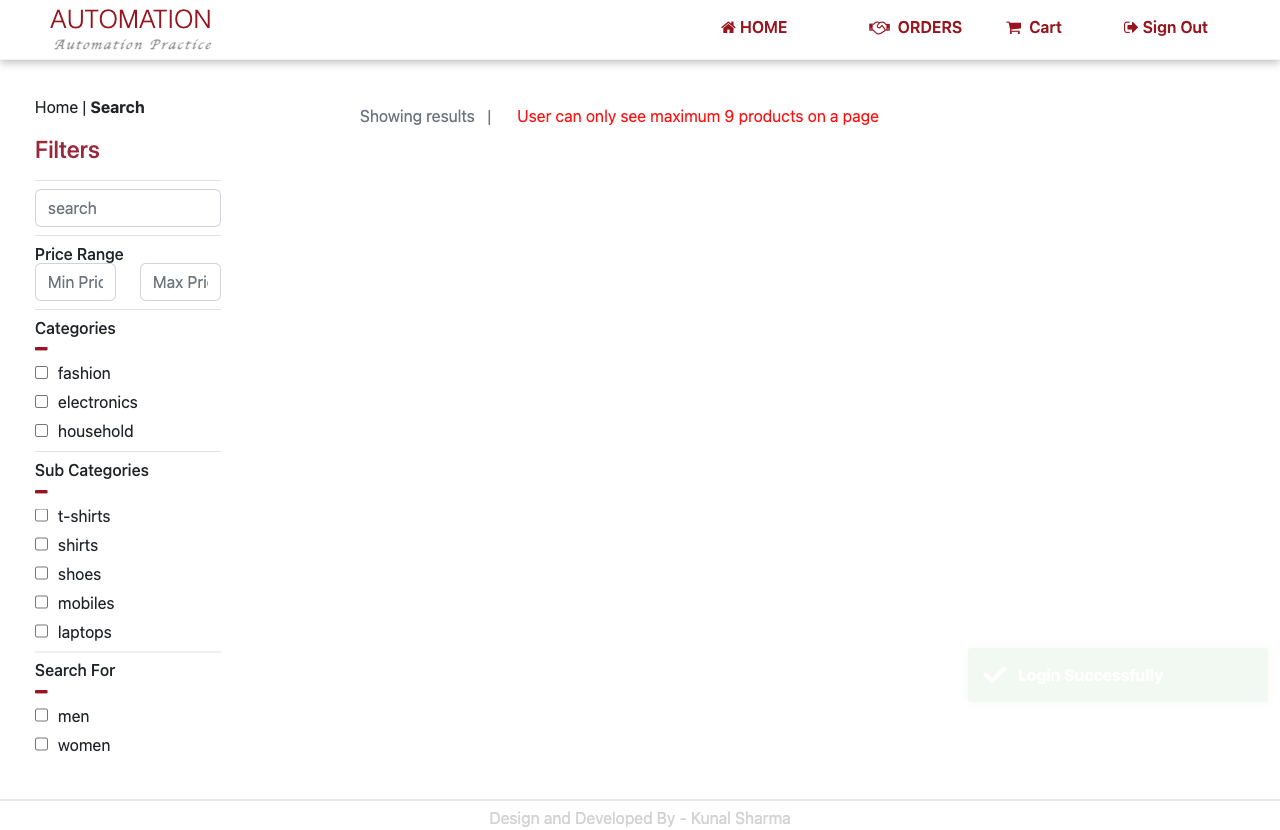 AUTOMATION
Automation Practice
HOME
ORDERS
Cart
Sign Out
Home | Search
Showing results |
User can only see maximum 9 products on a page
Filters
search
Price Range
Min Pric
Max Pri
Categories
fashion
electronics
household
Sub Categories
t-shirts
shirts
shoes
mobiles
laptops
Search For
men
women
Login Successfully
Design and Developed By - Kunal Sharma